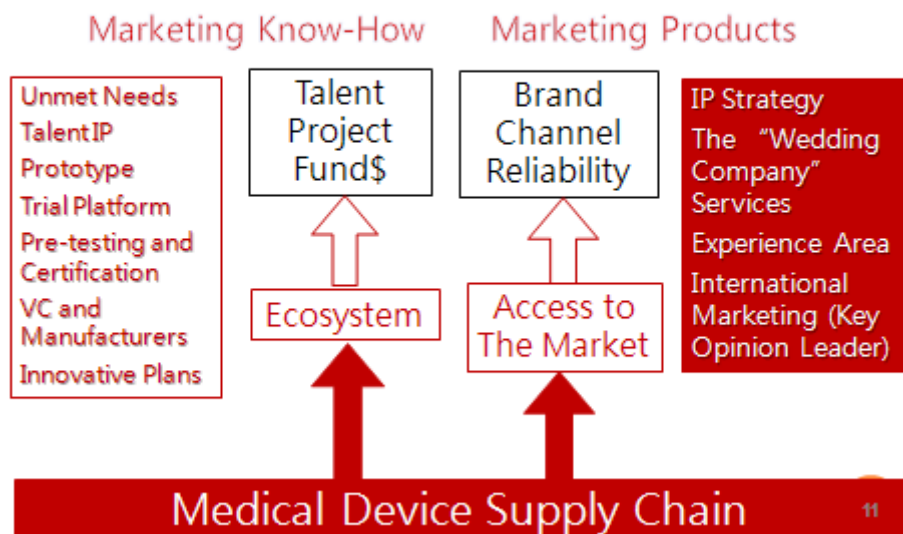 Marketing Know-How
Marketing Products
Unmet Needs
Talent IP
Prototype
Trial Platform
Pre-testing and
Certification
VC and
Manufacturers
Innovative Plans
Talent
Project
Fund$
Ecosystem
Brand
Channel
Reliability
Access to
The Market
IP Strategy
The "Wedding
Company"
Services
Experience Area
International
Marketing (Key
Opinion Leader)
Medical Device Supply Chain
11